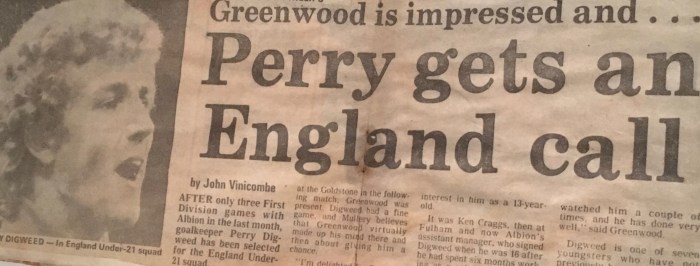 Greenwood is impressed and . . .
Perry gets an
England call
Y DIGWEED — In England Under-21 squad
by John Vinicombe
AFTER only three First
Division games with
Albion in the last month,
goalkeeper Perry Dig-
weed has been selected
for the England Under-
21 squad
at the Goldstone in the follow-
ing match. Greenwood was
present. Digweed had a fine
game, and Mullery believes
that Greenwood virtually
made up his mind there and
then about giving him a
chance.
"I'm delighted
interest in him as a 13-year-
old.
It was Ken Craggs, then at
Fulham and now Albion's
assistant manager, who signed
Digweed when he was 16 after
he had spent six months
watched him a couple of
times, and he has done very
well," said Greenwood.
Digweed is one of seven
youngsters who have not